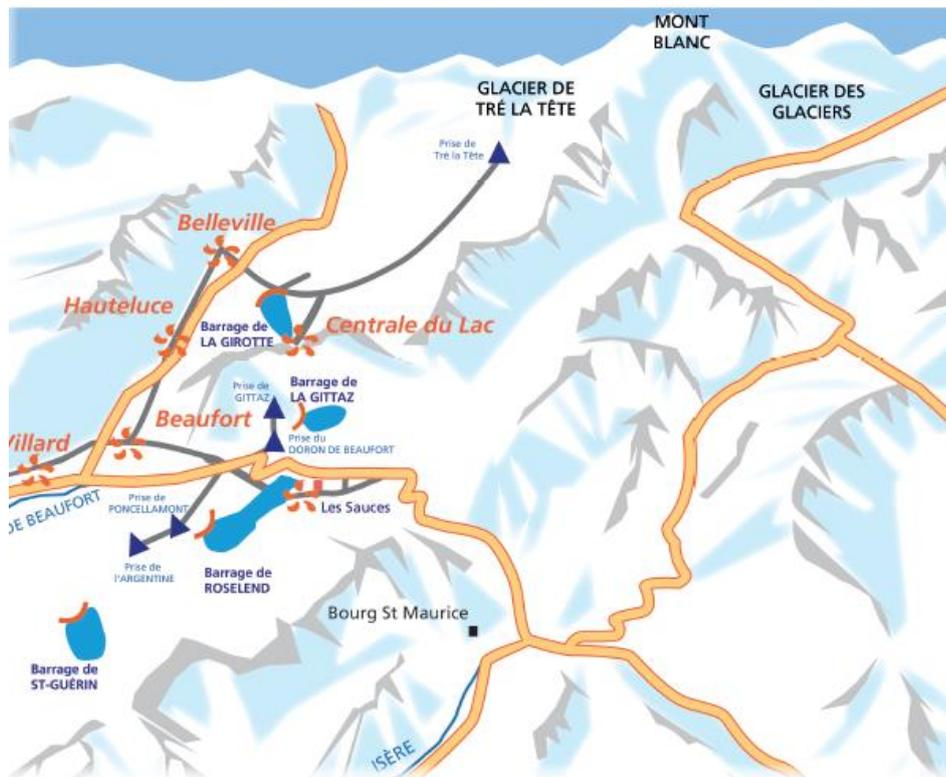 MONT
BLANC
GLACIER DE
TRÉ LA TÊTE
GLACIER DES
GLACIERS
Prise de
Tré la Tête
Belleville
Hauteluce
Barrage de
LA GIROTTE
Centrale du Lac
Prise de
GITTAZ
Barrage de
LA GITTAZ
Beaufort
Prise du
DORON DE BEAUFORT
Villard
DE BEAUFORT
Prise de
PONCELLAMONT
Les Sauces
Prise de
l'ARGENTINE
Barrage de
ROSELEND
Bourg St Maurice
Barrage de
ST-GUÉRIN
ISÈRE